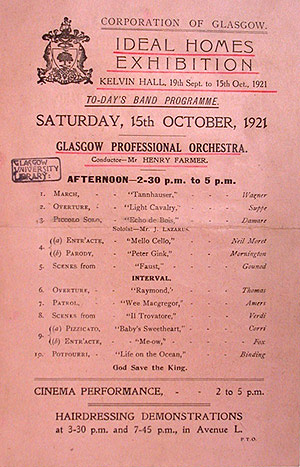 CORPORATION OF GLASGOW.
IDEAL HOMES
EXHIBITION
KELVIN HALL, 19th Sept. to 15th Oct., 1921
TO-DAY'S BAND PROGRAMME.
SATURDAY, 15th OCTOBER, 1921
GLASGOW PROFESSIONAL ORCHESTRA.
Conductor—Mr HENRY FARMER.
GLASGOW
UNIVERSITY
LIBRARY.
AFTERNOON—2-30 p.m. to 5 p.m.
1. MARCH, - - "Tannhauser," - - Wagner
2. OVERTURE, - "Light Cavalry," - Suppe
3. PICCOLO SOLO, - "Echo de Bois," - Damare
Soloist—Mr J. LAZARUS.
4. (a) ENTR'ACTE, - "Mello Cello," - Neil Moret
(b) PARODY, - "Peter Gink," - Mornington
5. SCENES from - "Faust," - - Gounod
INTERVAL.
6. OVERTURE, - "Raymond,' - Thomas
7. PATROL, - - "Wee Macgregor," - Amers
8. SCENES from - "Il Trovatore," - Verdi
9. (a) PIZZICATO, - "Baby's Sweetheart," - Corri
(b) ENTR'ACTE, - "Me-ow," - - Fox
10. POTPOURRI, - "Life on the Ocean," - Binding
God Save the King.
CINEMA PERFORMANCE, - - 2 to 5 p.m.
HAIRDRESSING DEMONSTRATIONS
at 3-30 p.m. and 7-45 p.m., in Avenue L.
P.T.O.